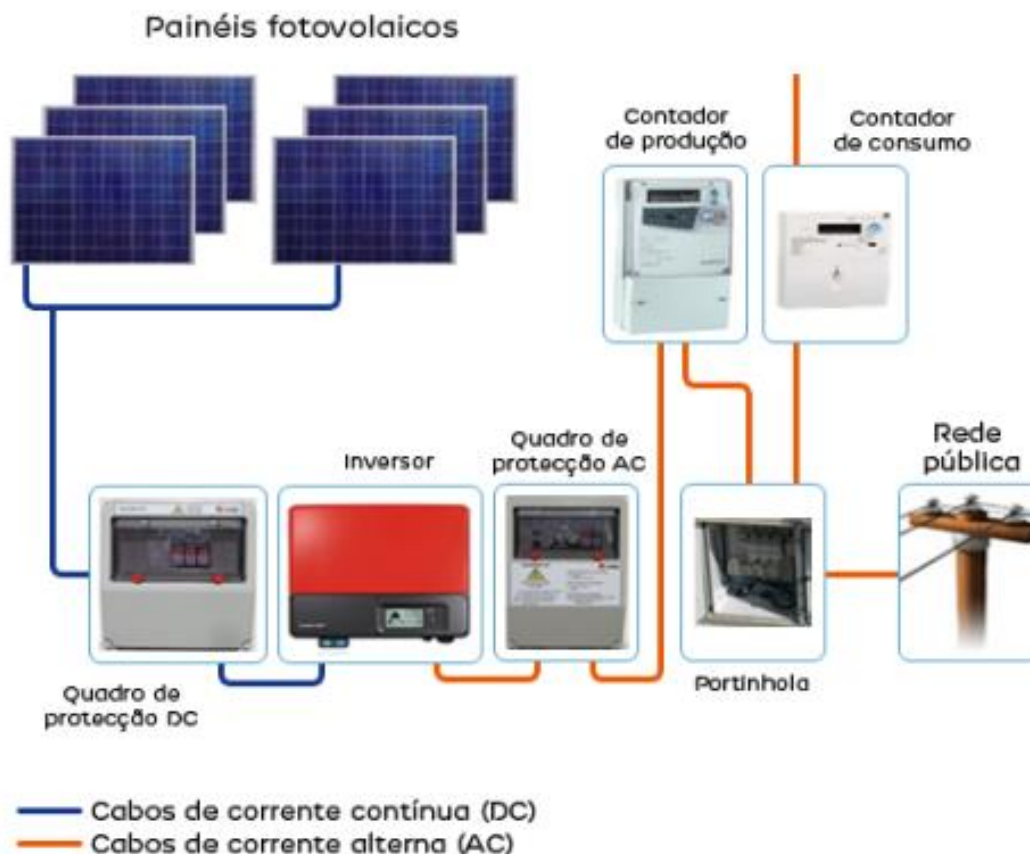 Painéis fotovolaicos
Contador
de produção
Contador
de consumo
Quadro de
protecção AC
Inversor
Rede
pública
Quadro de
protecção DC
Portinhola
Cabos de corrente contínua (DC)
Cabos de corrente alterna (AC)